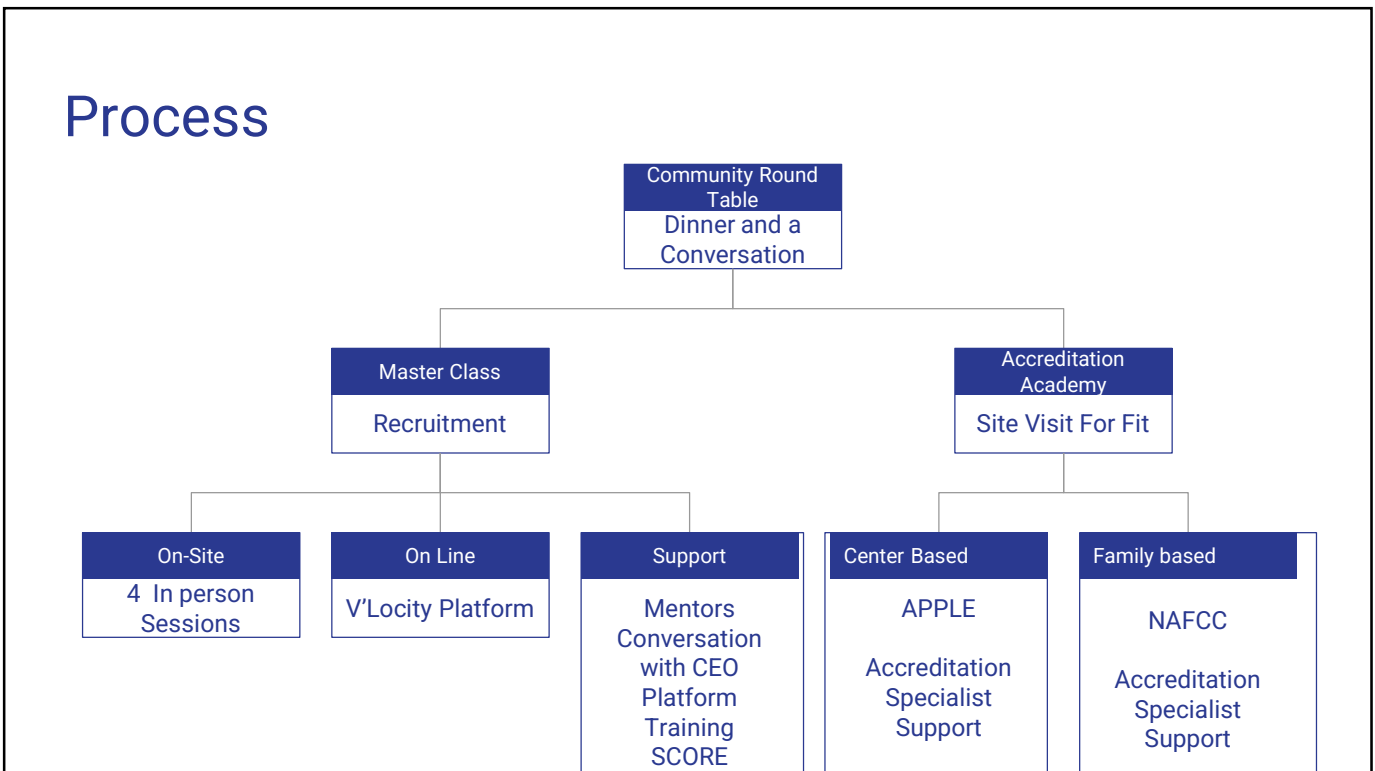 Process
Community Round
Table
Dinner and a
Conversation
Master Class
Recruitment
Accreditation
Academy
Site Visit For Fit
On-Site
4 In person
Sessions
On Line
V'Locity Platform
Support
Mentors
Conversation
with CEO
Platform
Training
SCORE
Center Based
APPLE
Accreditation
Specialist
Support
Family based
NAFCC
Accreditation
Specialist
Support